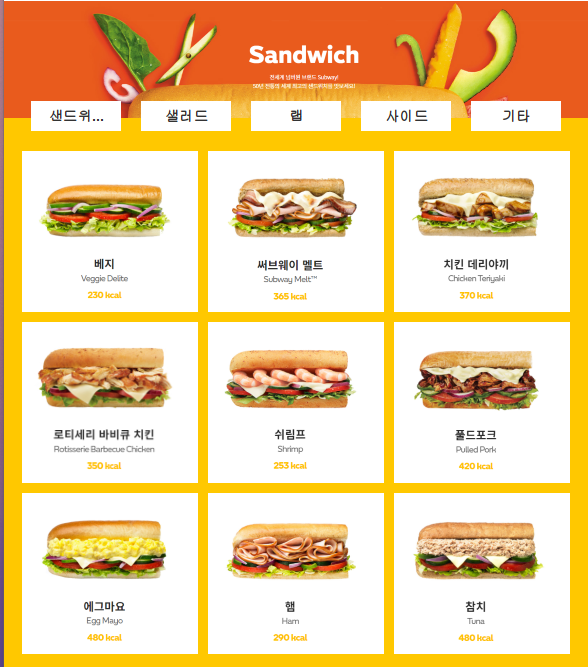 Sandwich
전세계 넘버원 브랜드 Subway!
50년 전통의 세계 최고의 샌드위치를 맛보세요!
샌드위...
샐러드
랩
사이드
기타
베지
Veggie Delite
230 kcal
써브웨이 멜트
Subway Melt™
365 kcal
치킨 데리야끼
Chicken Teriyaki
370 kcal
로티세리 바비큐 치킨
Rotisserie Barbecue Chicken
350 kcal
쉬림프
Shrimp
253 kcal
풀드포크
Pulled Pork
420 kcal
에그마요
Egg Mayo
480 kcal
햄
Ham
290 kcal
참치
Tuna
480 kcal